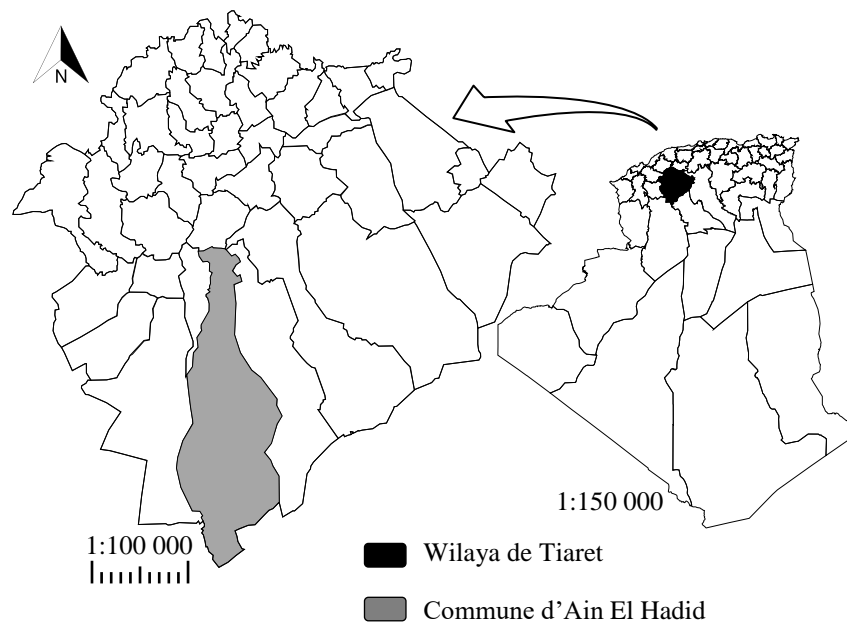 N
1:150 000
1:100 000
Wilaya de Tiaret
Commune d'Ain El Hadid